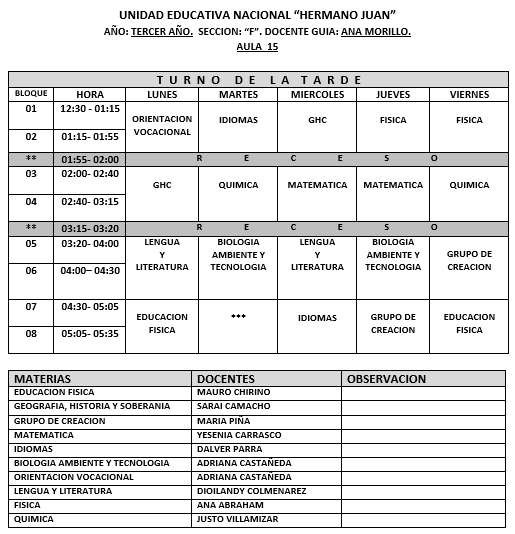 UNIDAD EDUCATIVA NACIONAL “HERMANO JUAN”
AÑO: TERCER AÑO. SECCION: “F”. DOCENTE GUIA: ANA MORILLO.
AULA 15
TURNO DE LA TARDE
BLOQUE HORA LUNES MARTES MIERCOLES JUEVES VIERNES
01 12:30 - 01:15
ORIENTACION VOCACIONAL IDIOMAS GHC FISICA FISICA
02 01:15- 01:55
** 01:55- 02:00 R E C E S O
03 02:00- 02:40
GHC QUIMICA MATEMATICA MATEMATICA QUIMICA
04 02:40- 03:15
** 03:15- 03:20 R E C E S O
05 03:20- 04:00
LENGUA Y LITERATURA BIOLOGIA AMBIENTE Y TECNOLOGIA LENGUA Y LITERATURA BIOLOGIA AMBIENTE Y TECNOLOGIA GRUPO DE CREACION
06 04:00– 04:30
07 04:30- 05:05
EDUCACION FISICA *** IDIOMAS GRUPO DE CREACION EDUCACION FISICA
08 05:05- 05:35
MATERIAS DOCENTES OBSERVACION
EDUCACION FISICA MAURO CHIRINO
GEOGRAFIA, HISTORIA Y SOBERANIA SARAI CAMACHO
GRUPO DE CREACION MARIA PIÑA
MATEMATICA YESENIA CARRASCO
IDIOMAS DALVER PARRA
BIOLOGIA AMBIENTE Y TECNOLOGIA ADRIANA CASTAÑEDA
ORIENTACION VOCACIONAL ADRIANA CASTAÑEDA
LENGUA Y LITERATURA DIOILANDY COLMENAREZ
FISICA ANA ABRAHAM
QUIMICA JUSTO VILLAMIZAR